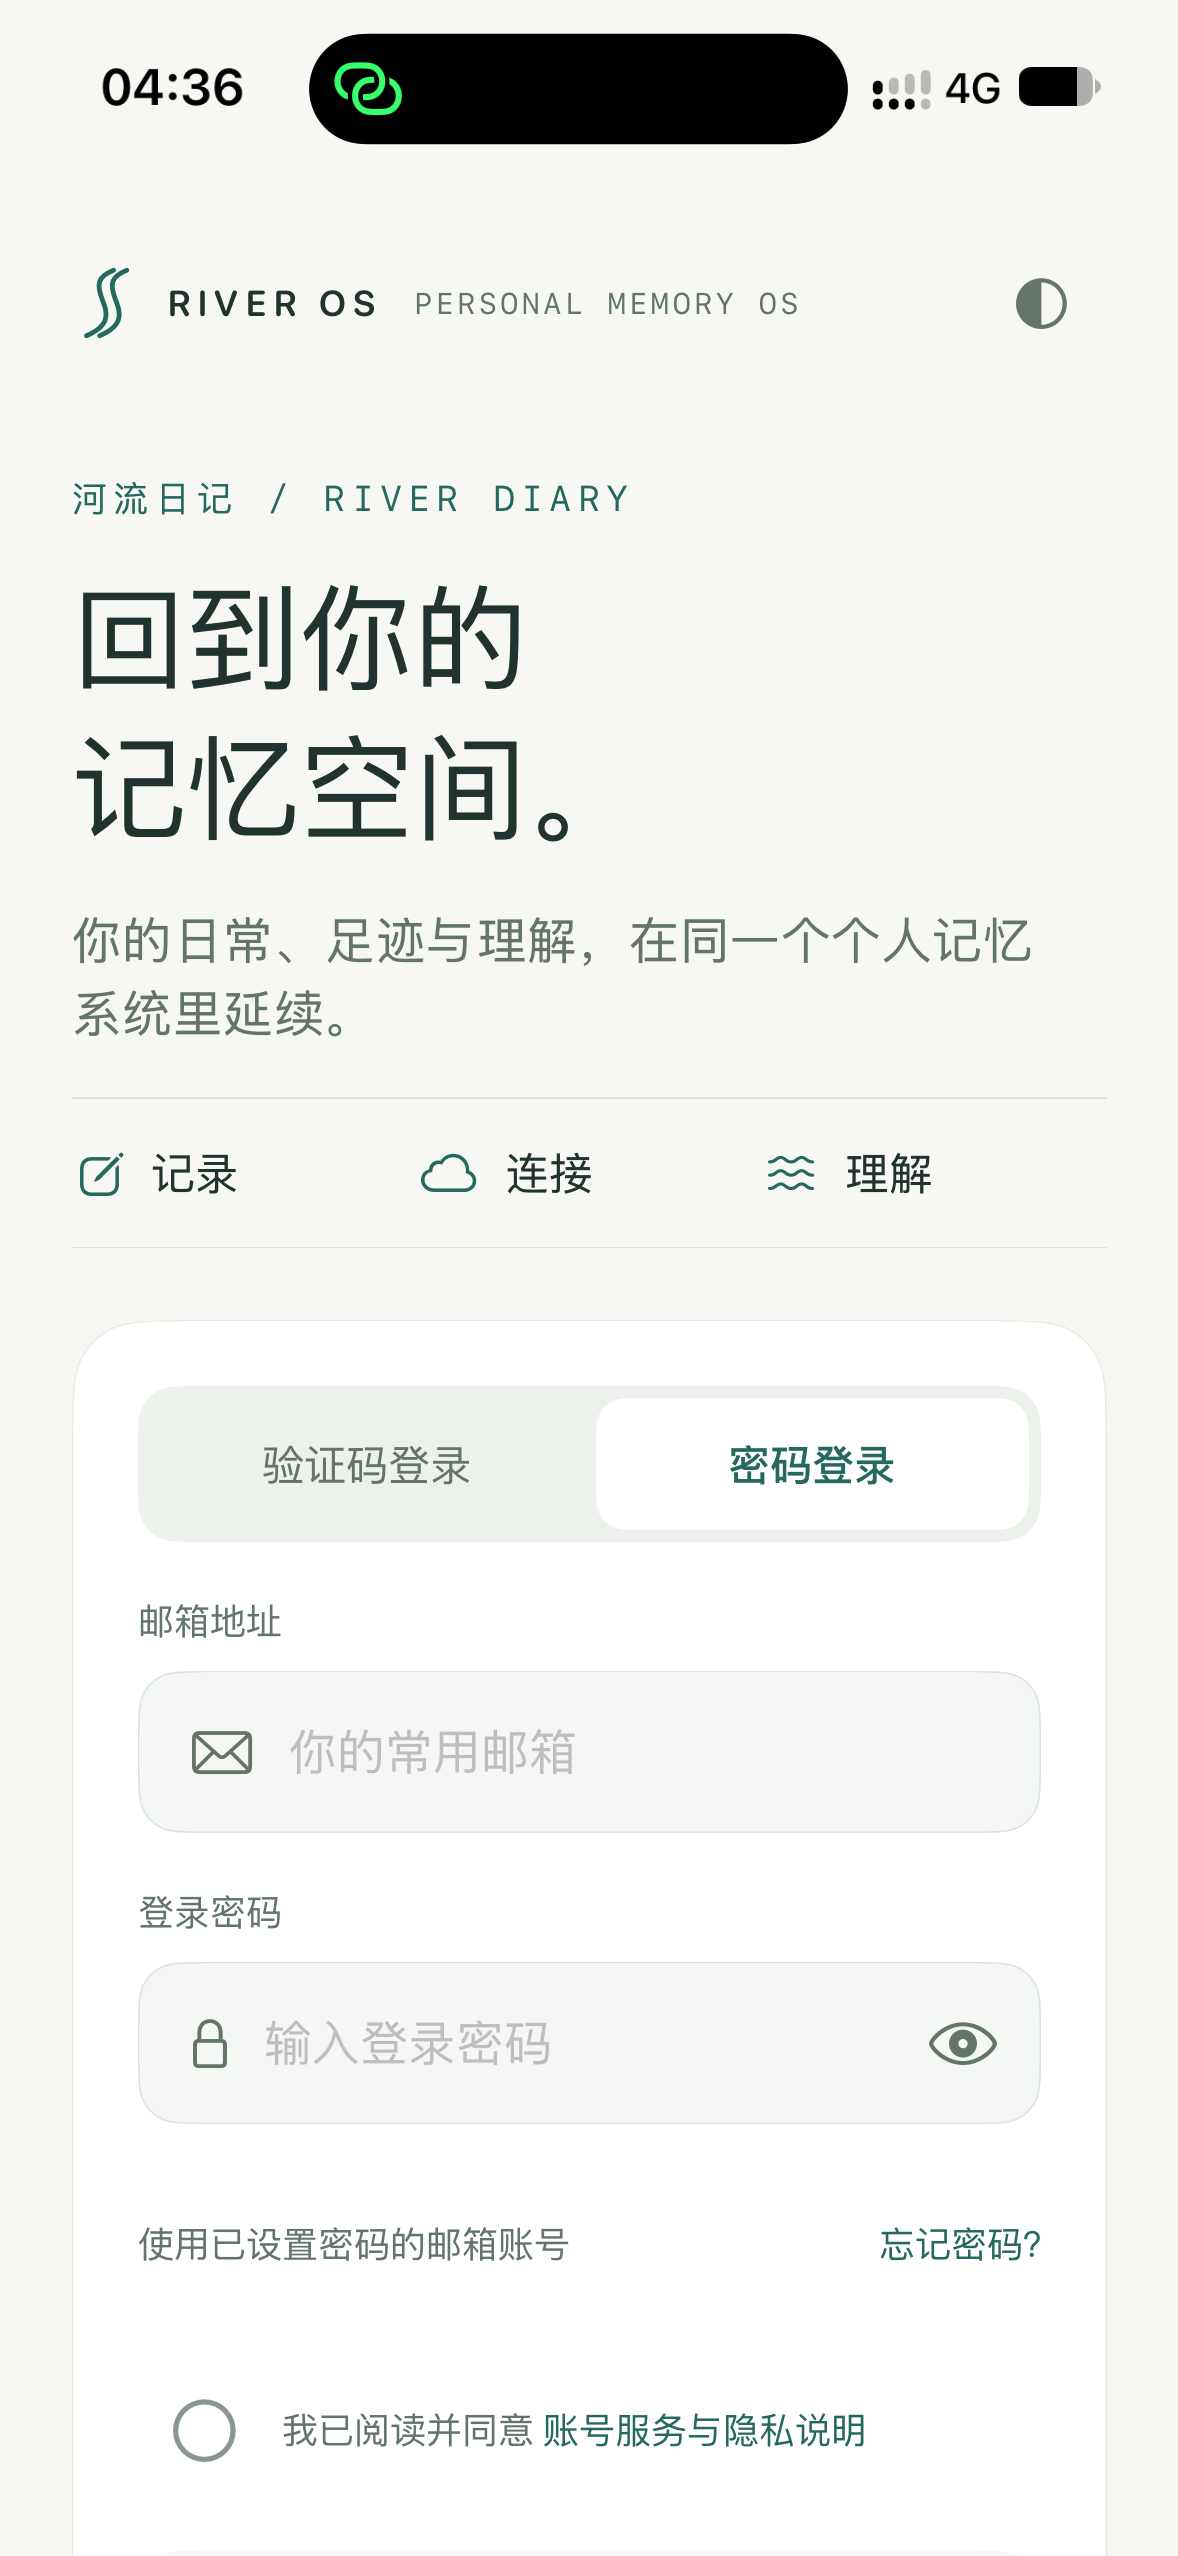 04:36
4G
RIVER OS PERSONAL MEMORY OS
河流日记 / RIVER DIARY
回到你的
记忆空间。
你的日常、足迹与理解，在同一个个人记忆
系统里延续。
记录 连接 理解
验证码登录 密码登录
邮箱地址
你的常用邮箱
登录密码
输入登录密码
使用已设置密码的邮箱账号 忘记密码?
我已阅读并同意 账号服务与隐私说明